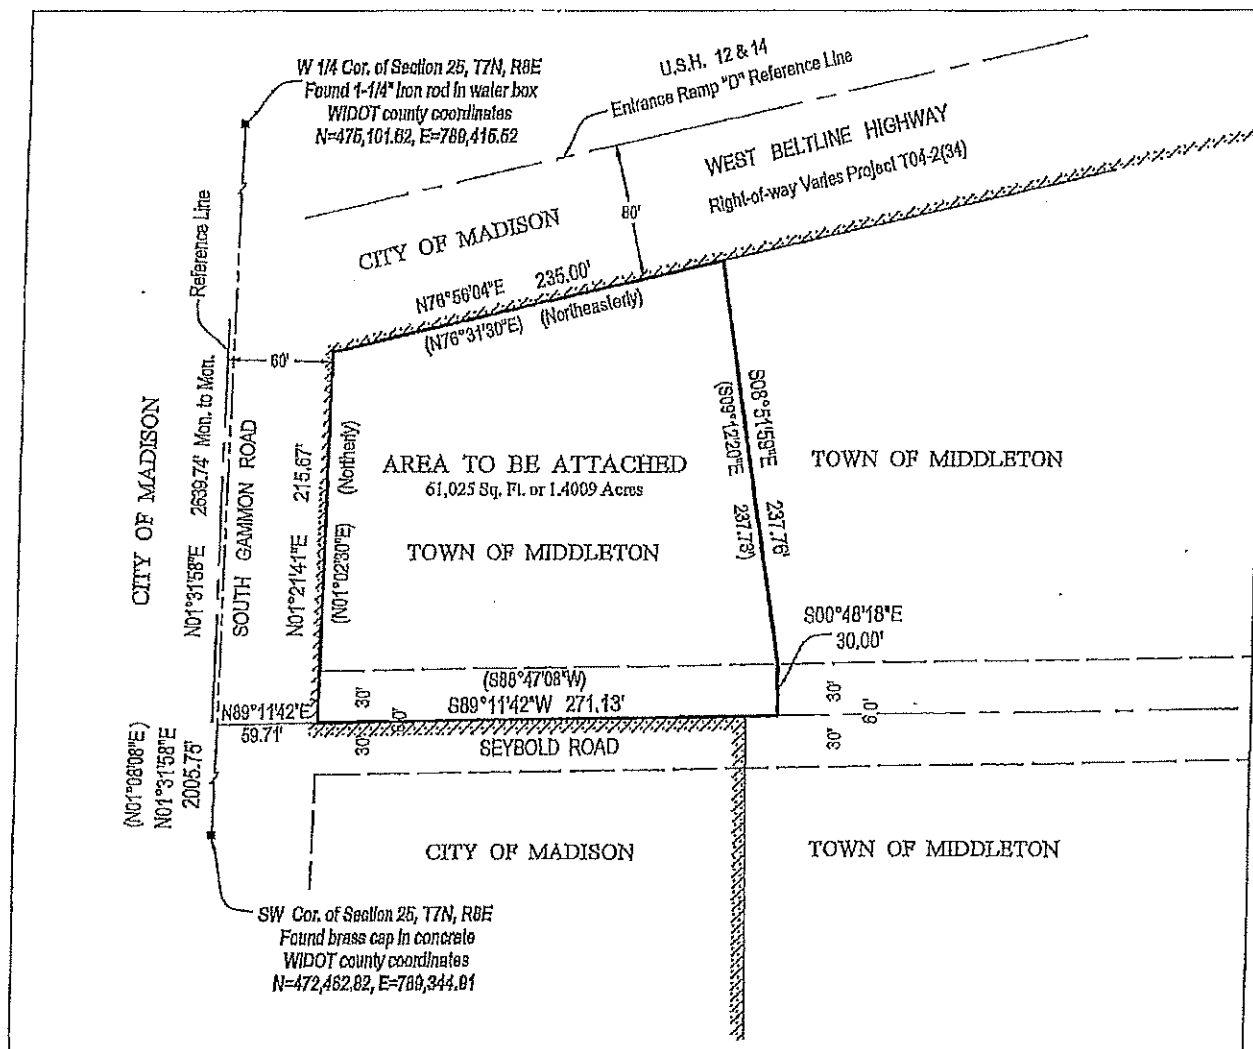 W 1/4 Cor. of Section 25, T7N, R8E
Found 1-1/4" iron rod in water box
WIDOT county coordinates
N=475,101.62, E=789,415.52
U.S.H. 12 & 14
Entrance Ramp "D" Reference Line
WEST BELTLINE HIGHWAY
Right-of-way Varies Project T04-2(34)
80'
CITY OF MADISON
N76°56'04"E 235.00'
(N76°31'30"E) (Northeasterly)
Reference Line
60'
CITY OF MADISON
N01°31'58"E 2639.74' Mon. to Mon.
SOUTH GAMMON ROAD
N01°21'41"E 215.67'
(N01°02'30"E) (Northerly)
AREA TO BE ATTACHED
61,025 Sq. Ft. or 1.4009 Acres
TOWN OF MIDDLETON
S08°51'59"E 237.76'
(S09°12'20"E 237.76')
TOWN OF MIDDLETON
S00°48'18"E
30.00'
(S88°47'08"W)
S89°11'42"W 271.13'
30'
30'
N89°11'42"E
59.71'
SEYBOLD ROAD
30'
30'
(N01°08'08"E)
N01°31'58"E
2005.75'
CITY OF MADISON
TOWN OF MIDDLETON
SW Cor. of Section 25, T7N, R8E
Found brass cap in concrete
WIDOT county coordinates
N=472,462.82, E=789,344.91